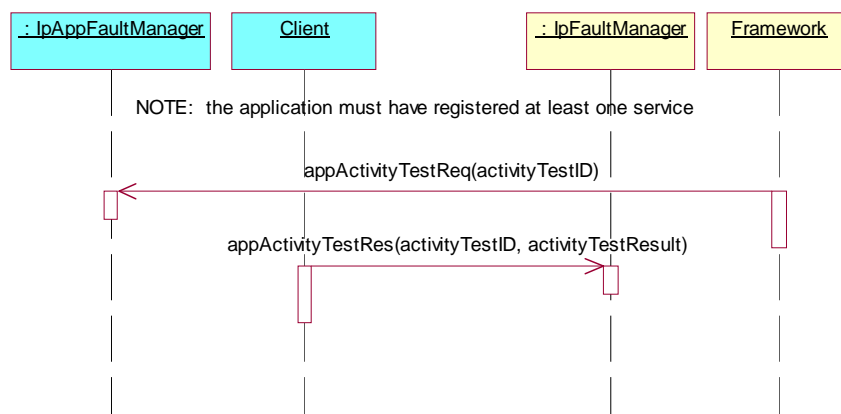 : IpAppFaultManager
Client
: IpFaultManager
Framework
NOTE: the application must have registered at least one service
appActivityTestReq(activityTestID)
appActivityTestRes(activityTestID, activityTestResult)